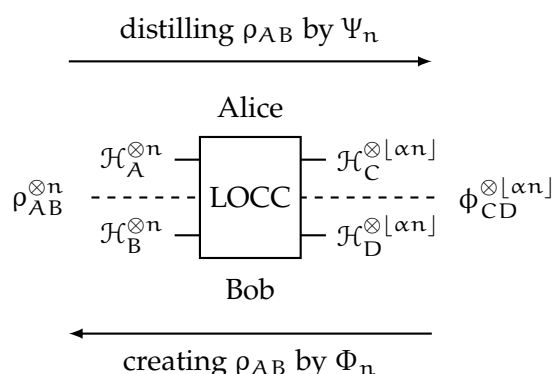 distilling ρ_AB by Ψ_n
Alice
ℋ_A^{⊗n} ℋ_C^{⊗⌊αn⌋}
ρ_AB^{⊗n} LOCC ϕ_CD^{⊗⌊αn⌋}
ℋ_B^{⊗n} ℋ_D^{⊗⌊αn⌋}
Bob
creating ρ_AB by Φ_n